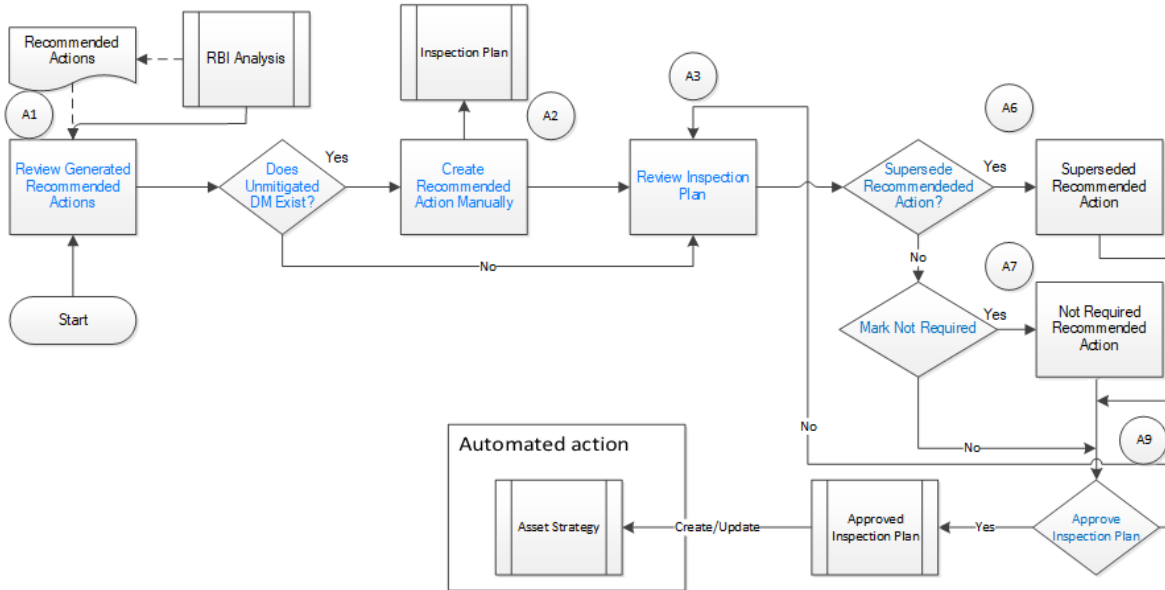 Recommended
Actions
RBI Analysis
Inspection Plan
A1
A2
A3
A6
Review Generated
Recommended
Actions
Does
Unmitigated
DM Exist?
Yes
Create
Recommended
Action Manually
Review Inspection
Plan
Supersede
Recommendeded
Action?
Yes
Superseded
Recommended
Action
No
No
A7
Start
Mark Not Required
Yes
Not Required
Recommended
Action
No
No
A9
Automated action
Asset Strategy
Create/Update
Approved
Inspection Plan
Yes
Approve
Inspection Plan